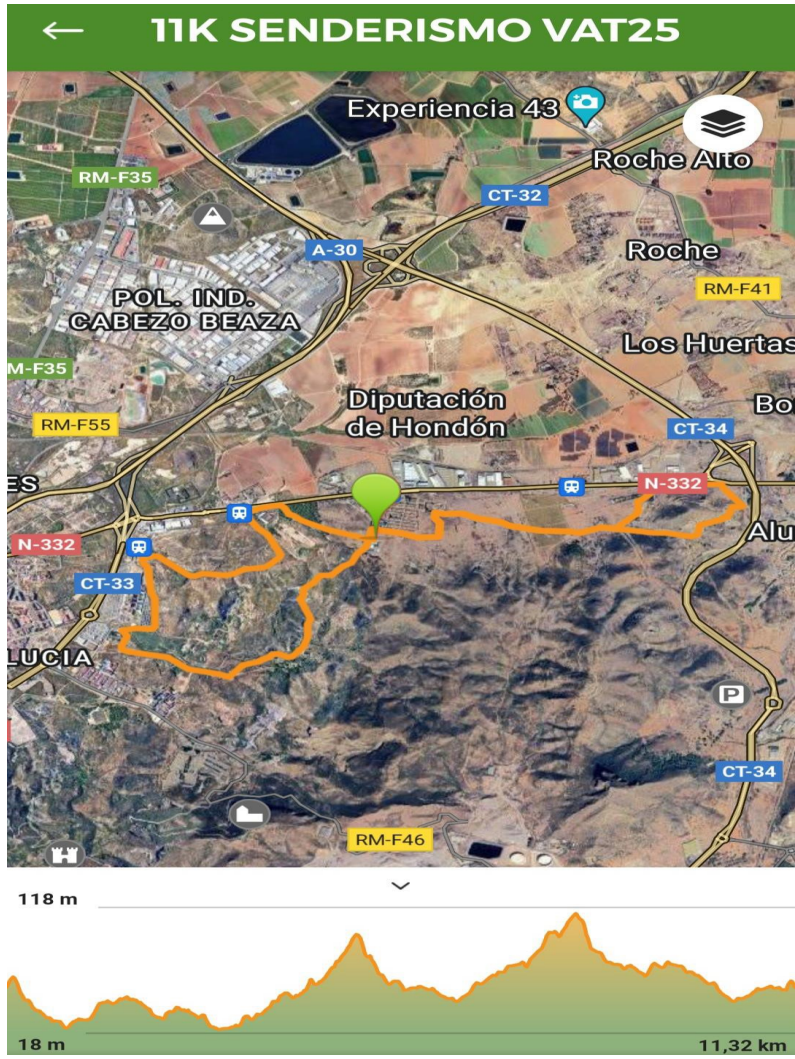 11K SENDERISMO VAT25
Experiencia 43
Roche Alto
RM-F35
CT-32
A-30
Roche
RM-F41
POL. IND.
CABEZO BEAZA
Los Huertas
M-F35
Diputación
de Hondón
Bo
RM-F55
CT-34
ES
N-332
N-332
Alu
CT-33
LUCIA
P
CT-34
RM-F46
118 m
18 m
11,32 km